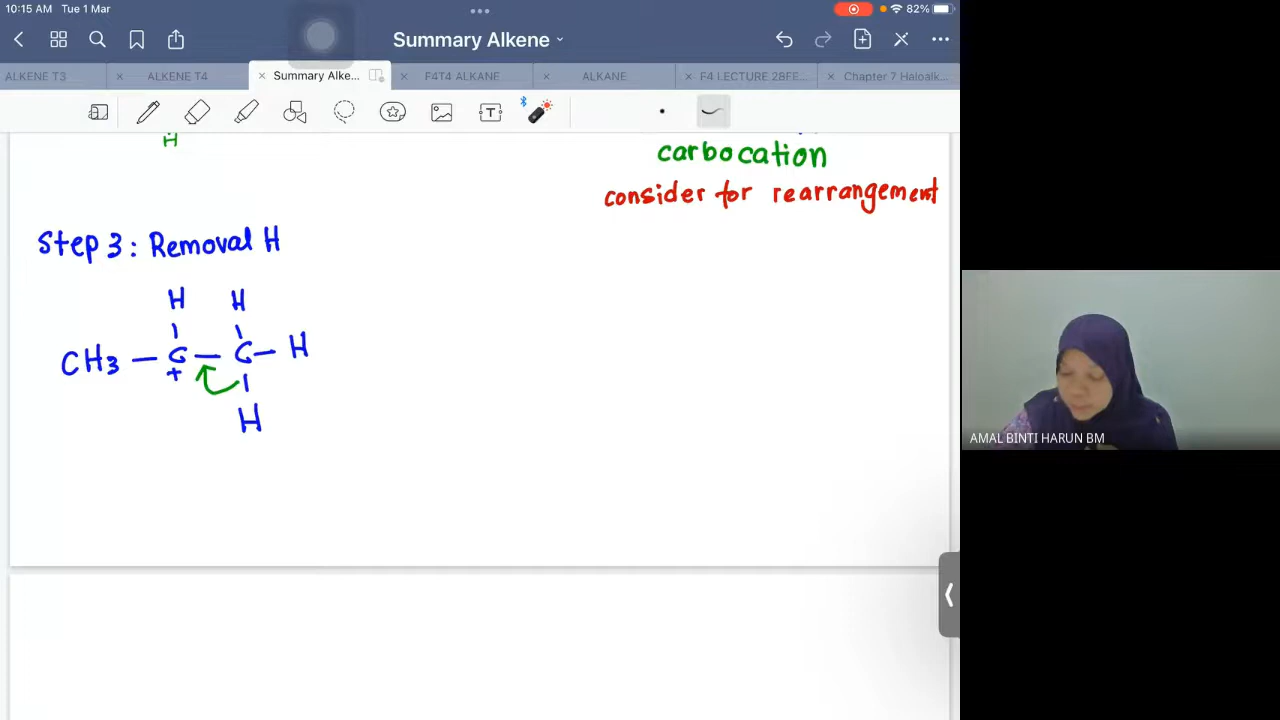 10:15 AM Tue 1 Mar
82%
Summary Alkene
ALKENE T3
ALKENE T4
Summary Alke...
F4T4 ALKANE
ALKANE
F4 LECTURE 2BFE...
Chapter 7 Haloalk...
T
H
carbocation
consider for rearrangement
Step 3: Removal H
H H
CH3 — C — C — H
+
H
AMAL BINTI HARUN BM